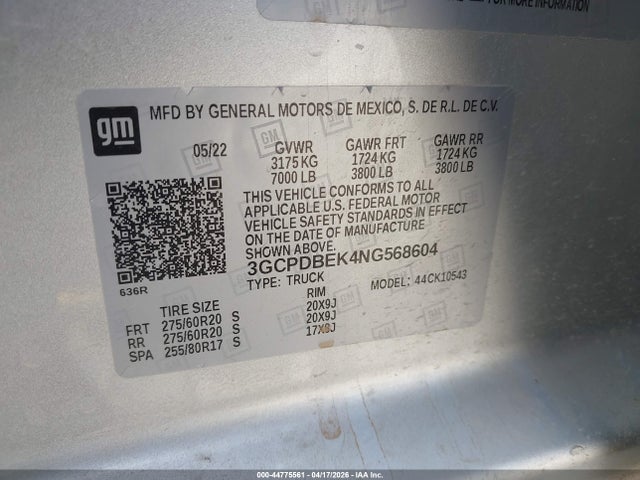 FOR MORE INFORMATION
gm MFD BY GENERAL MOTORS DE MEXICO, S. DE R.L. DE C.V.
05/22 GVWR GAWR FRT GAWR RR
3175 KG 1724 KG 1724 KG
7000 LB 3800 LB 3800 LB
THIS VEHICLE CONFORMS TO ALL
APPLICABLE U.S. FEDERAL MOTOR
VEHICLE SAFETY STANDARDS IN EFFECT
ON THE DATE OF MANUFACTURE
SHOWN ABOVE.
3GCPDBEK4NG568604
636R TYPE: TRUCK MODEL: 44CK10543
TIRE SIZE RIM
FRT 275/60R20 S 20X9J
RR 275/60R20 S 20X9J
SPA 255/80R17 S 17X8J
000-44775561 - 04/17/2026 - IAA Inc.